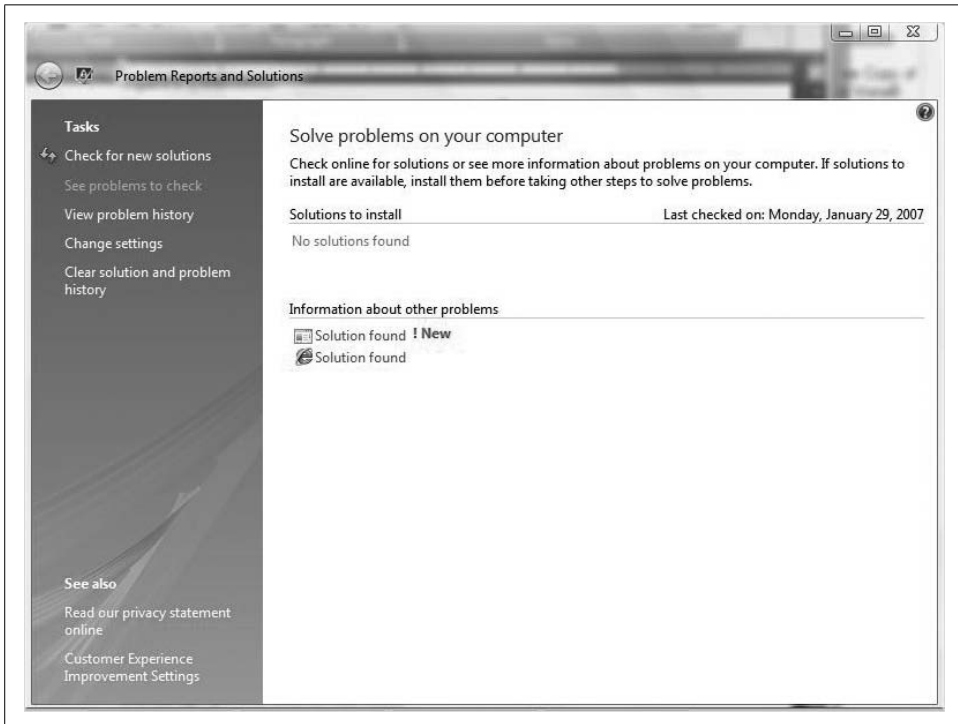 Problem Reports and Solutions
Tasks
Check for new solutions
See problems to check
View problem history
Change settings
Clear solution and problem
history
See also
Read our privacy statement
online
Customer Experience
Improvement Settings
Solve problems on your computer
Check online for solutions or see more information about problems on your computer. If solutions to
install are available, install them before taking other steps to solve problems.
Solutions to install Last checked on: Monday, January 29, 2007
No solutions found
Information about other problems
Solution found ! New
Solution found